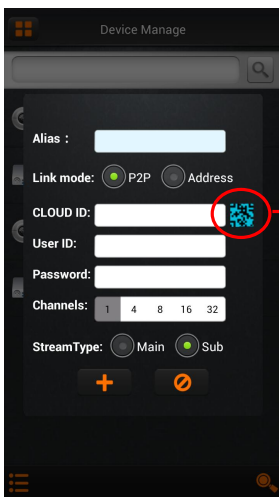 Device Manage
Alias :
Link mode: P2P Address
CLOUD ID:
User ID:
Password:
Channels: 1 4 8 16 32
StreamType: Main Sub